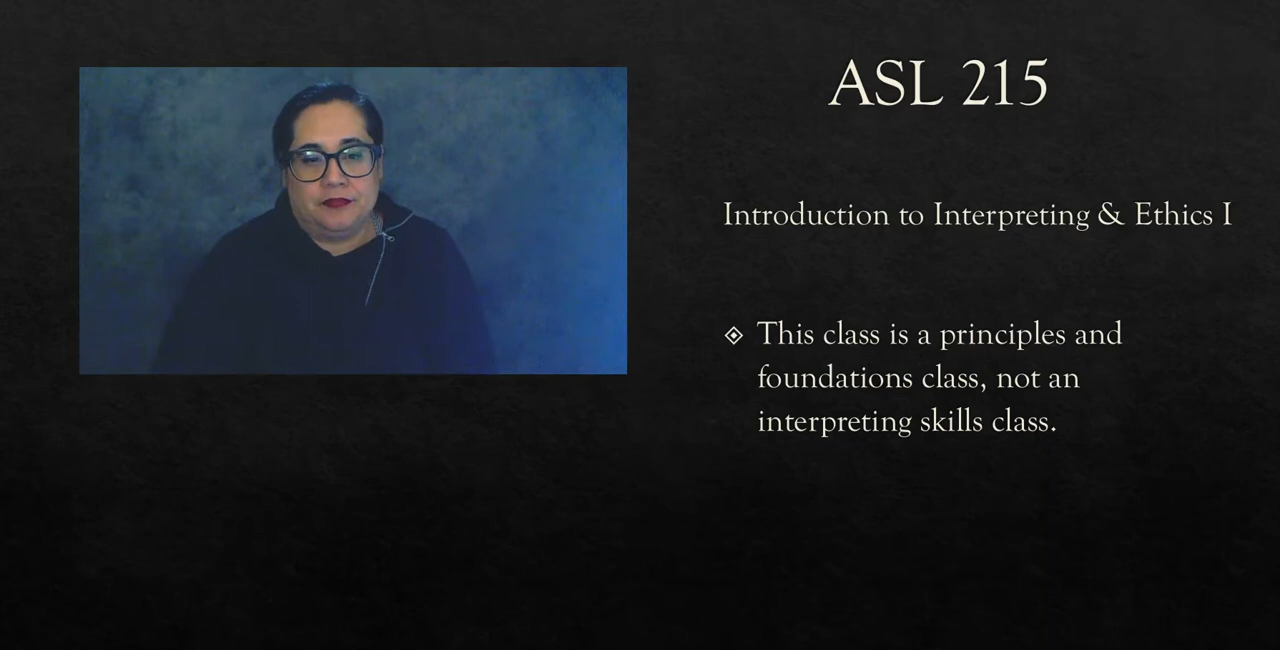 ASL 215
Introduction to Interpreting & Ethics I
This class is a principles and
foundations class, not an
interpreting skills class.